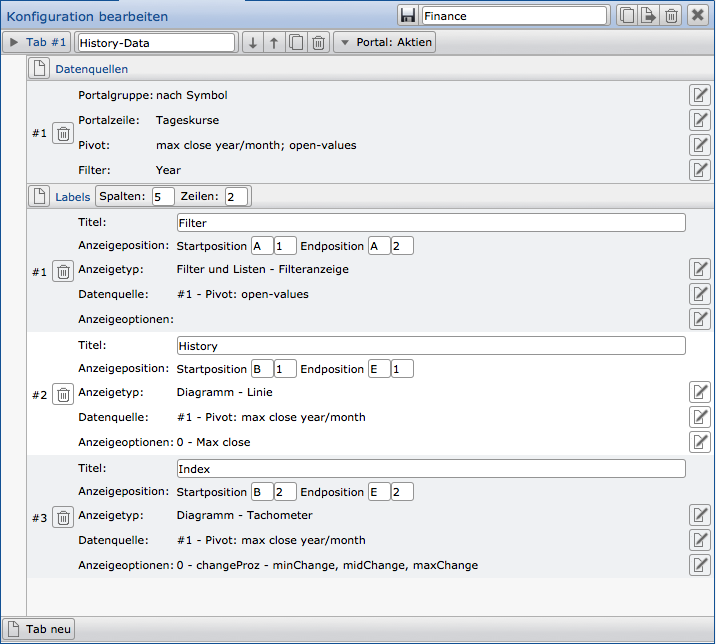 Konfiguration bearbeiten Finance
Tab #1 History-Data Portal: Aktien
Datenquellen
#1
Portalgruppe: nach Symbol
Portalzeile: Tageskurse
Pivot: max close year/month; open-values
Filter: Year
Labels Spalten: 5 Zeilen: 2
#1
Titel: Filter
Anzeigeposition: Startposition A 1 Endposition A 2
Anzeigetyp: Filter und Listen - Filteranzeige
Datenquelle: #1 - Pivot: open-values
Anzeigeoptionen:
#2
Titel: History
Anzeigeposition: Startposition B 1 Endposition E 1
Anzeigetyp: Diagramm - Linie
Datenquelle: #1 - Pivot: max close year/month
Anzeigeoptionen: 0 - Max close
#3
Titel: Index
Anzeigeposition: Startposition B 2 Endposition E 2
Anzeigetyp: Diagramm - Tachometer
Datenquelle: #1 - Pivot: max close year/month
Anzeigeoptionen: 0 - changeProz - minChange, midChange, maxChange
Tab neu